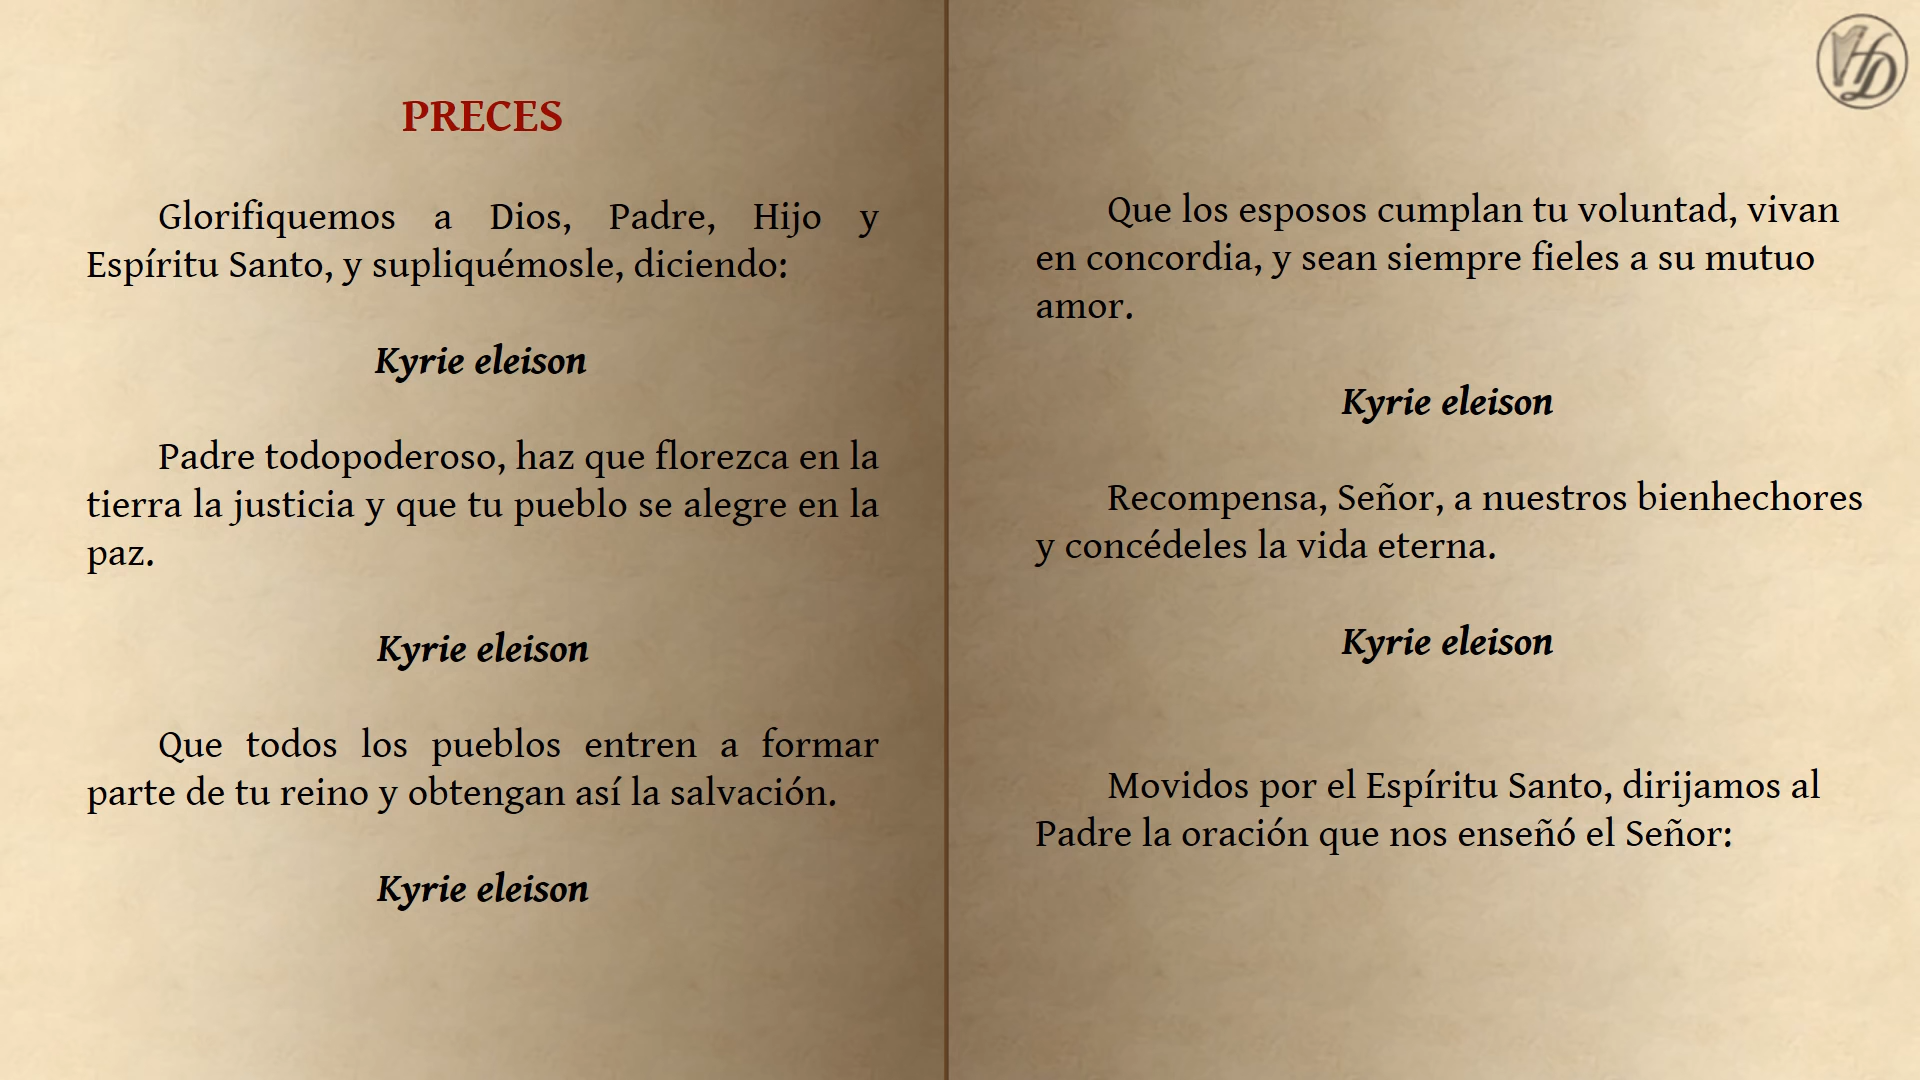 PRECES
Glorifiquemos a Dios, Padre, Hijo y
Espíritu Santo, y supliquémosle, diciendo:
Kyrie eleison
Padre todopoderoso, haz que florezca en la
tierra la justicia y que tu pueblo se alegre en la
paz.
Kyrie eleison
Que todos los pueblos entren a formar
parte de tu reino y obtengan así la salvación.
Kyrie eleison
HD
Que los esposos cumplan tu voluntad, vivan
en concordia, y sean siempre fieles a su mutuo
amor.
Kyrie eleison
Recompensa, Señor, a nuestros bienhechores
y concédeles la vida eterna.
Kyrie eleison
Movidos por el Espíritu Santo, dirijamos al
Padre la oración que nos enseñó el Señor: